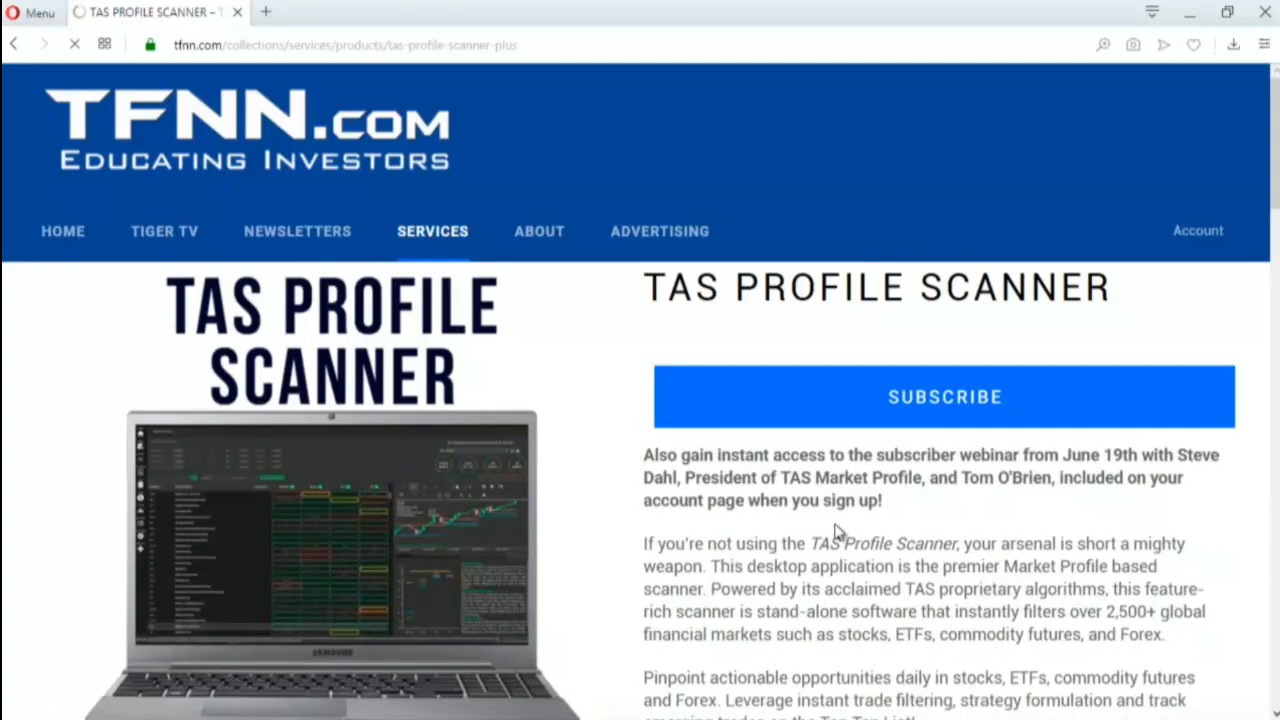 Menu
TAS PROFILE SCANNER – T
tfnn.com/collections/services/products/tas-profile-scanner-plus
TFNN.COM
EDUCATING INVESTORS
HOME TIGER TV NEWSLETTERS SERVICES ABOUT ADVERTISING Account
TAS PROFILE
SCANNER
SAMSUNG
TAS PROFILE SCANNER
SUBSCRIBE
Also gain instant access to the subscriber webinar from June 19th with Steve
Dahl, President of TAS Market Profile, and Tom O'Brien, included on your
account page when you sign up!
If you're not using the TAS Profile Scanner, your arsenal is short a mighty
weapon. This desktop application is the premier Market Profile based
scanner. Powered by its acclaimed TAS proprietary algorithms, this feature-
rich scanner is stand-alone software that instantly filters over 2,500+ global
financial markets such as stocks, ETFs, commodity futures, and Forex.
Pinpoint actionable opportunities daily in stocks, ETFs, commodity futures
and Forex. Leverage instant trade filtering, strategy formulation and track